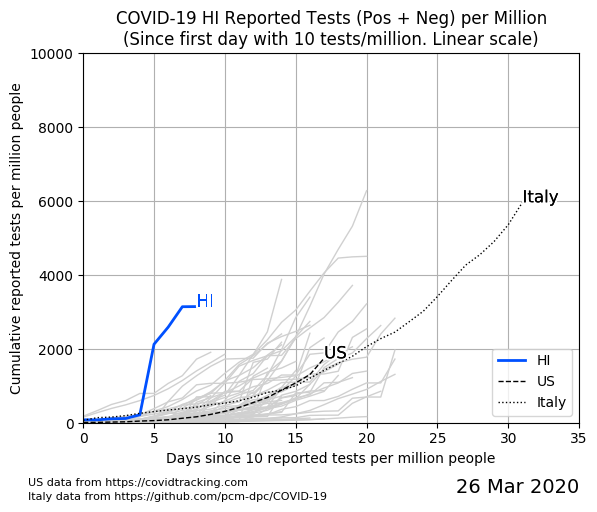 COVID-19 HI Reported Tests (Pos + Neg) per Million
(Since first day with 10 tests/million. Linear scale)
Cumulative reported tests per million people
10000
8000
6000
4000
2000
0
Italy
HI
US
HI
US
Italy
0 5 10 15 20 25 30 35
Days since 10 reported tests per million people
US data from https://covidtracking.com
Italy data from https://github.com/pcm-dpc/COVID-19
26 Mar 2020